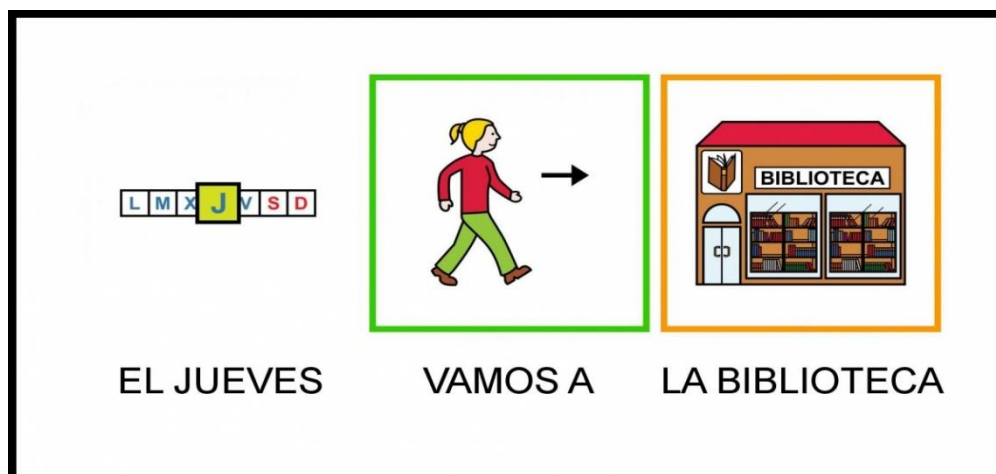 L M X J V S D
BIBLIOTECA
EL JUEVES VAMOS A LA BIBLIOTECA